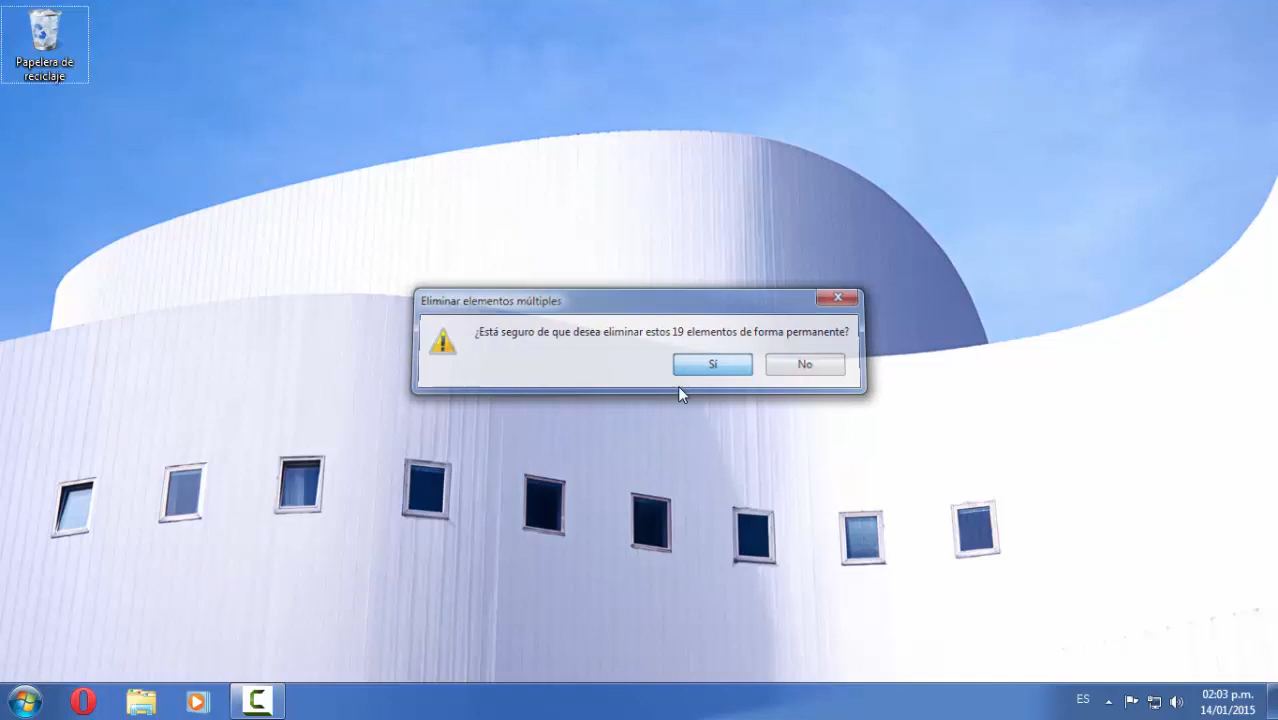 Papelera de
reciclaje
Eliminar elementos múltiples
¿Está seguro de que desea eliminar estos 19 elementos de forma permanente?
Sí
No
ES
02:03 p.m.
14/01/2015